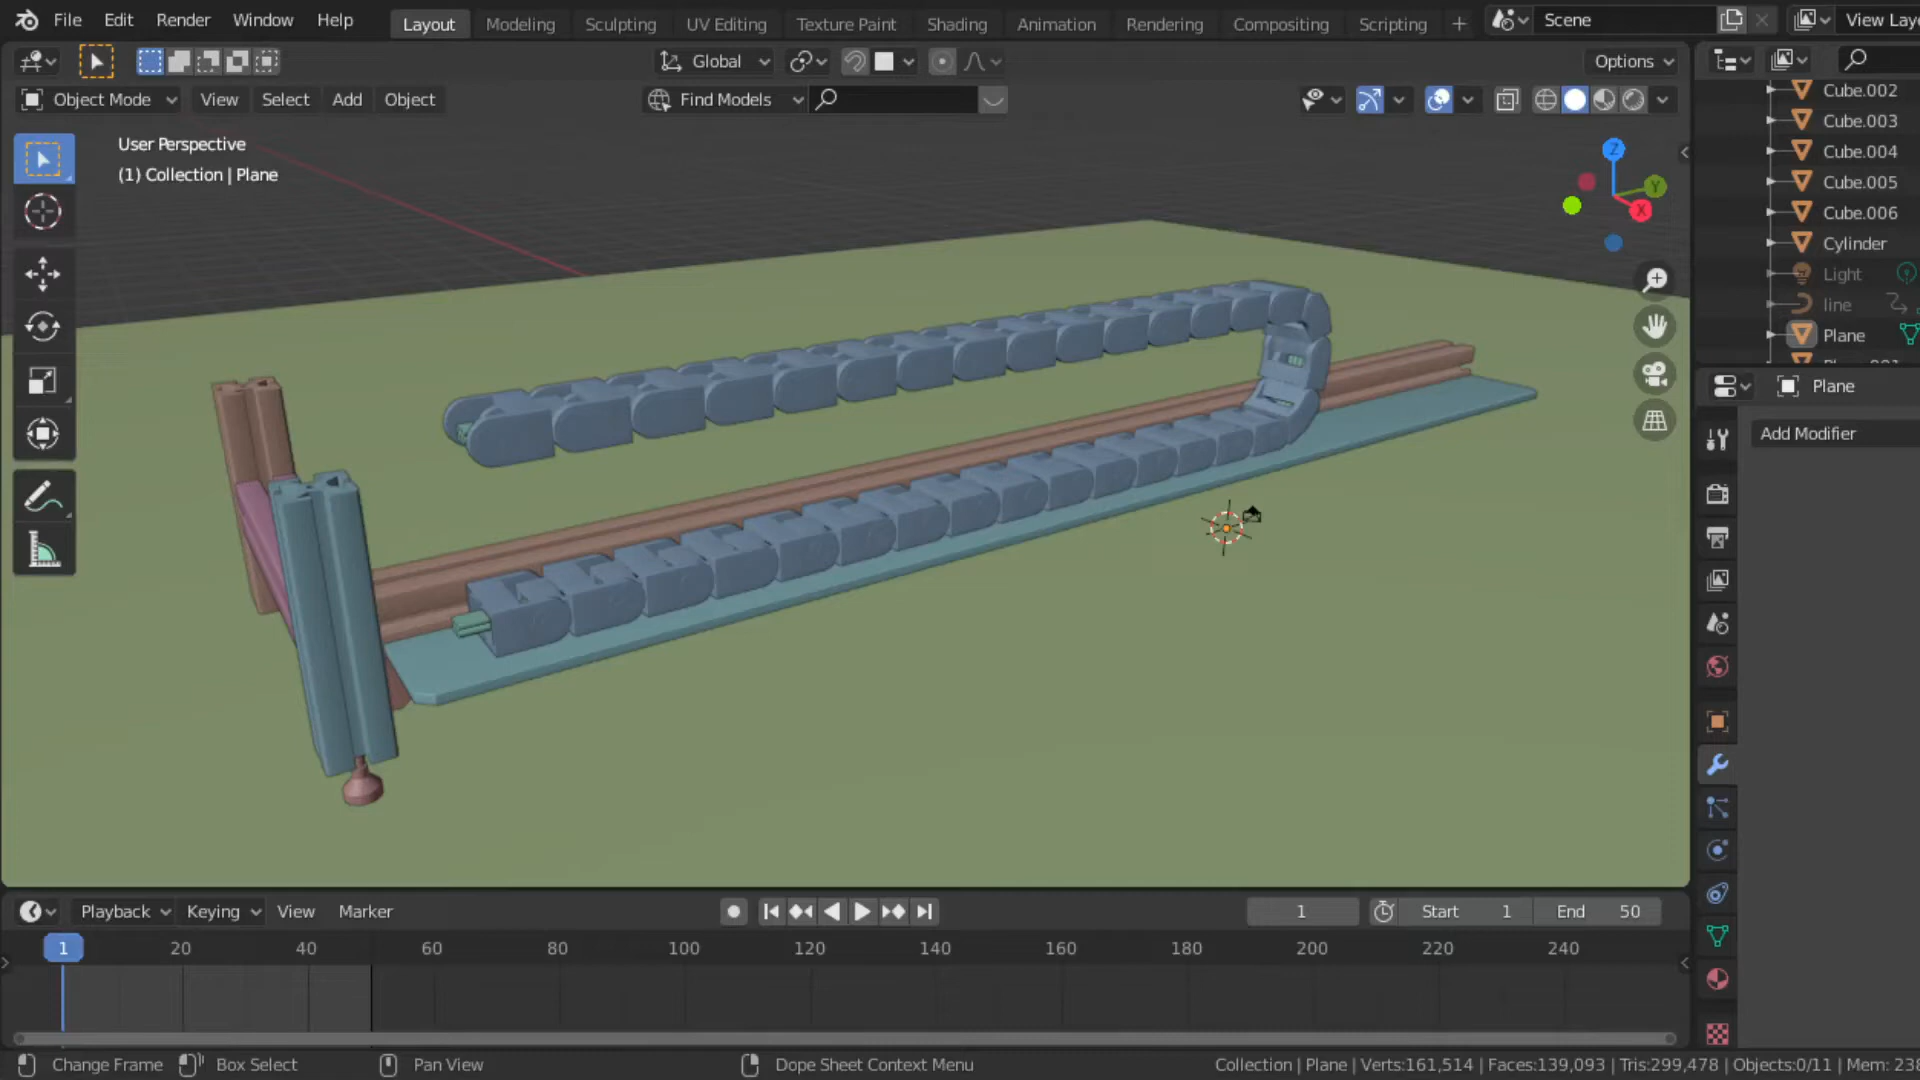 File Edit Render Window Help Layout Modeling Sculpting UV Editing Texture Paint Shading Animation Rendering Compositing Scripting + Scene View Lay
Global Options
Object Mode View Select Add Object Find Models
User Perspective
(1) Collection | Plane
Z
Y
X
Cube.002
Cube.003
Cube.004
Cube.005
Cube.006
Cylinder
Light
line
Plane
Plane
Add Modifier
Playback Keying View Marker 1 Start 1 End 50
1 20 40 60 80 100 120 140 160 180 200 220 240
Change Frame Box Select Pan View Dope Sheet Context Menu Collection | Plane | Verts:161,514 | Faces:139,093 | Tris:299,478 | Objects:0/11 | Mem: 238